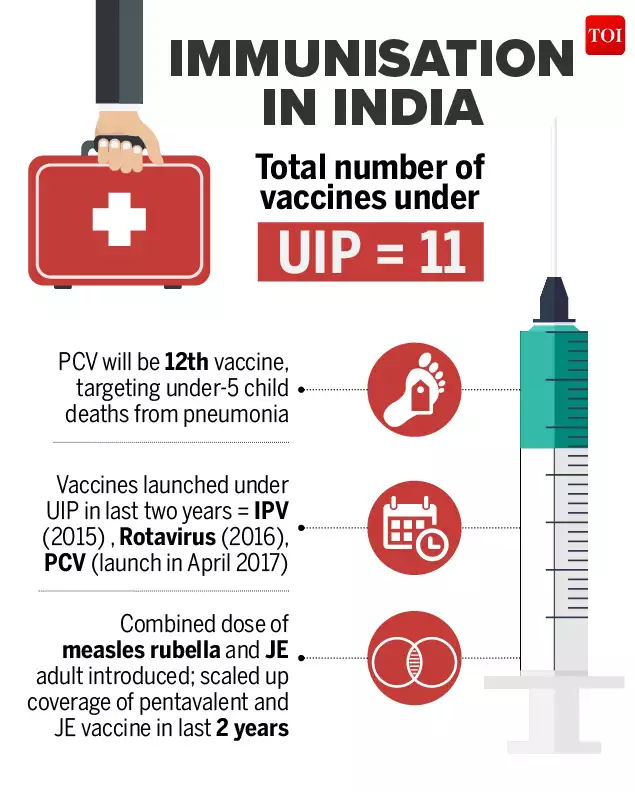 TOI
IMMUNISATION
IN INDIA
Total number of
vaccines under
UIP = 11
PCV will be 12th vaccine,
targeting under-5 child
deaths from pneumonia
Vaccines launched under
UIP in last two years = IPV
(2015) , Rotavirus (2016),
PCV (launch in April 2017)
Combined dose of
measles rubella and JE
adult introduced; scaled up
coverage of pentavalent and
JE vaccine in last 2 years